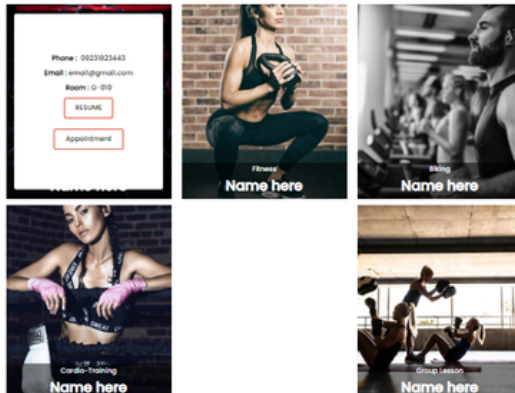 Phone : 09231823443
Email : email@gmail.com
Room : G-010
RESUME
Appointment
Name here
Fitness
Name here
Biking
Name here
Cardio-Training
Name here
Group Lesson
Name here